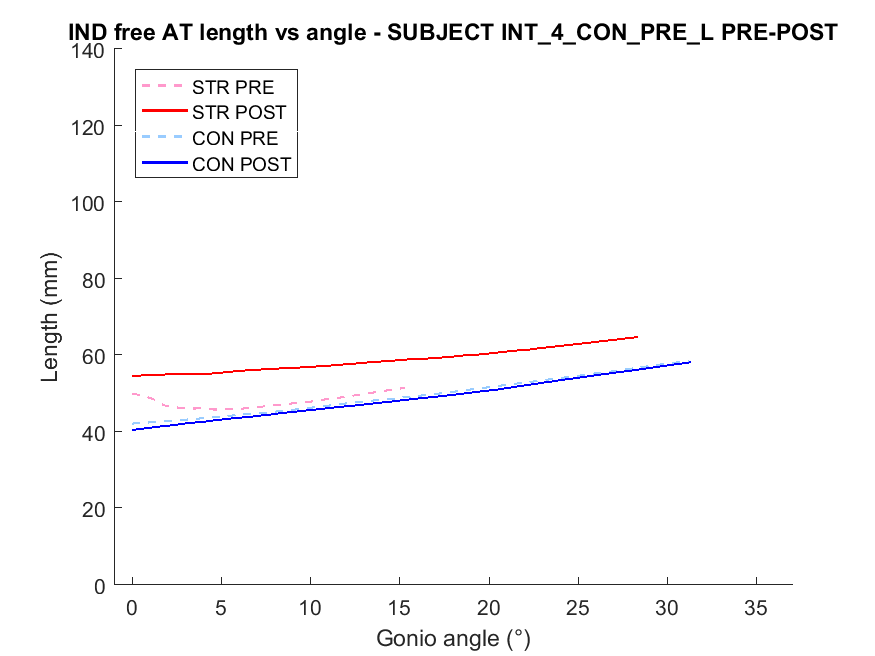 IND free AT length vs angle - SUBJECT INT_4_CON_PRE_L PRE-POST
140
120
100
80
60
40
20
0
Length (mm)
STR PRE
STR POST
CON PRE
CON POST
0 5 10 15 20 25 30 35
Gonio angle (°)